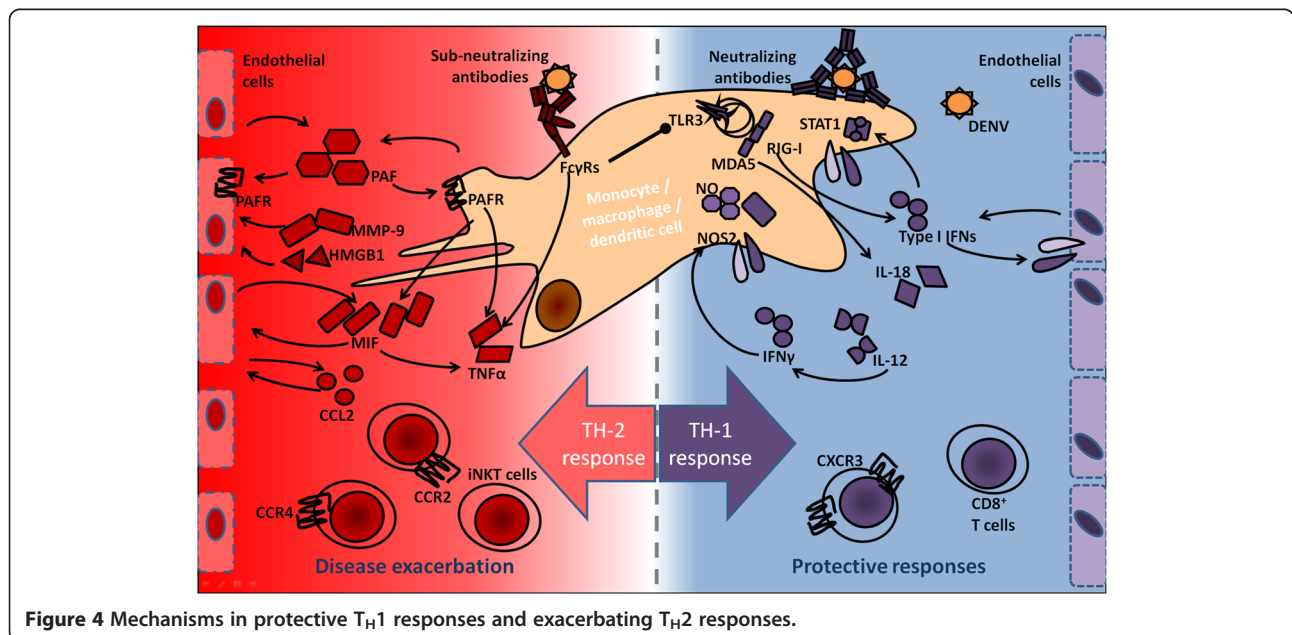 Endothelial
cells
Sub-neutralizing
antibodies
Neutralizing
antibodies
Endothelial
cells
DENV
TLR3
STAT1
RIG-I
MDA5
FcγRs
PAF
PAFR
PAFR
Monocyte /
macrophage /
dendritic cell
NO
NOS2
Type I IFNs
MMP-9
HMGB1
IL-18
MIF
TNFα
IFNγ
IL-12
CCL2
TH-2
response
TH-1
response
CCR2
iNKT cells
CCR4
CXCR3
CD8⁺
T cells
Disease exacerbation
Protective responses
Figure 4 Mechanisms in protective T_H1 responses and exacerbating T_H2 responses.